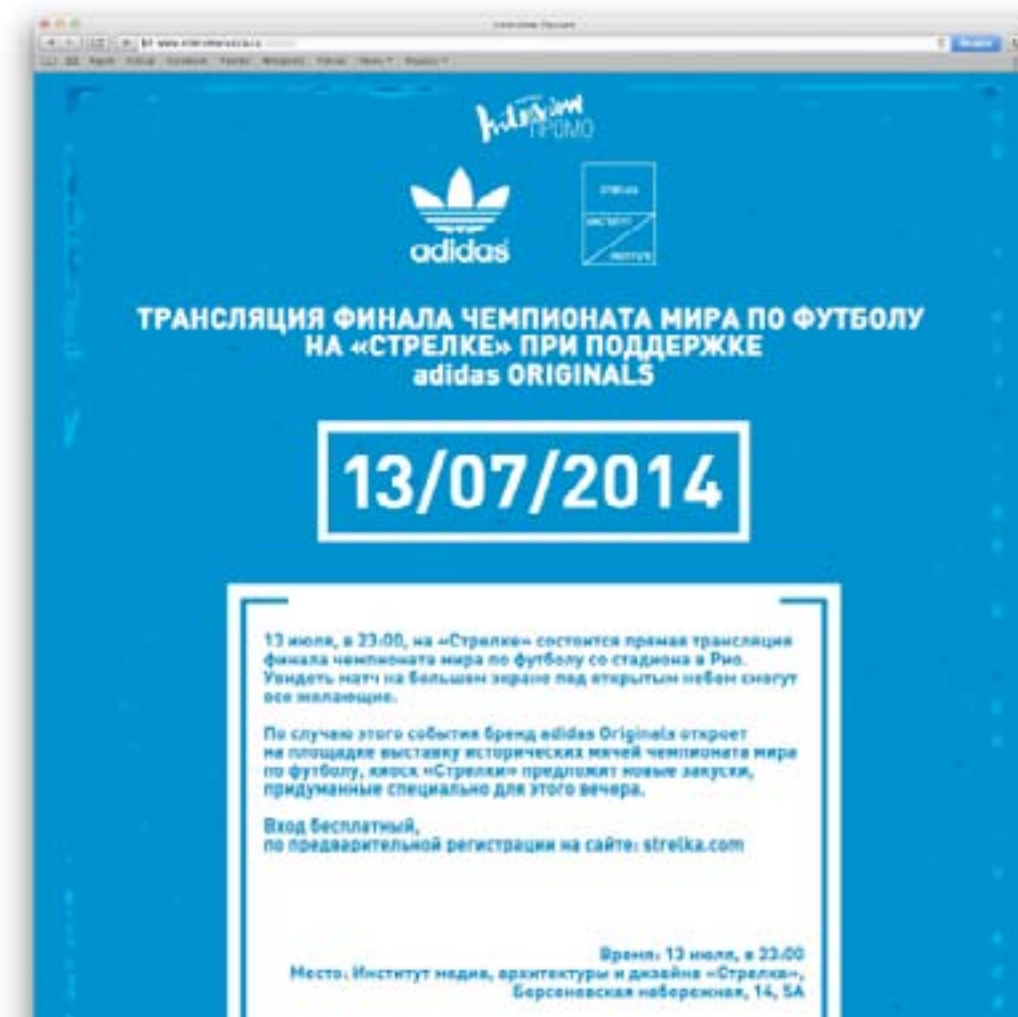 Interview
ПРОМО
adidas
ТРАНСЛЯЦИЯ ФИНАЛА ЧЕМПИОНАТА МИРА ПО ФУТБОЛУ
НА «СТРЕЛКЕ» ПРИ ПОДДЕРЖКЕ
adidas ORIGINALS
13/07/2014
13 июля, в 23:00, на «Стрелке» состоится прямая трансляция
финала чемпионата мира по футболу со стадиона в Рио.
Увидеть матч на большом экране под открытым небом смогут
все желающие.
По случаю этого события бренд adidas Originals откроет
на площадке выставку исторических мячей чемпионата мира
по футболу, киоск «Стрелки» предложит новые закуски,
придуманные специально для этого вечера.
Вход бесплатный,
по предварительной регистрации на сайте: strelka.com
Время: 13 июля, в 23:00
Место: Институт медиа, архитектуры и дизайна «Стрелка»,
Берсеневская набережная, 14, 5А